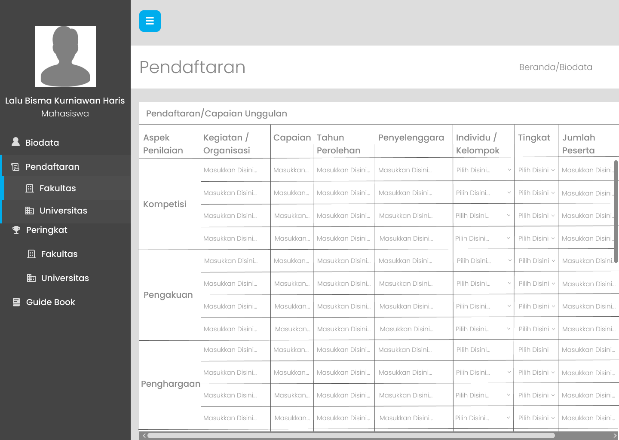 Lalu Bisma Kurniawan Haris
Mahasiswa
Biodata
Pendaftaran
Fakultas
Universitas
Peringkat
Fakultas
Universitas
Guide Book
Pendaftaran
Beranda/Biodata
Pendaftaran/Capaian Unggulan
Aspek Penilaian Kegiatan / Organisasi Capaian Tahun Perolehan Penyelenggara Individu / Kelampok Tingkat Jumlah Peserta
Kompetisi
Masukkan Disini... Masukkan... Masukkan Disini... Masukkan Disini... Pilih Disini... Pilih Disini Masukkan Disini...
Masukkan Disini... Masukkan... Masukkan Disini... Masukkan Disini... Pilih Disini... Pilih Disini Masukkan Disini...
Masukkan Disini... Masukkan... Masukkan Disini... Masukkan Disini... Pilih Disini... Pilih Disini Masukkan Disini...
Masukkan Disini... Masukkan... Masukkan Disini... Masukkan Disini... Pilih Disini... Pilih Disini Masukkan Disini...
Pengakuan
Masukkan Disini... Masukkan... Masukkan Disini... Masukkan Disini... Pilih Disini... Pilih Disini Masukkan Disini...
Masukkan Disini... Masukkan... Masukkan Disini... Masukkan Disini... Pilih Disini... Pilih Disini Masukkan Disini...
Masukkan Disini... Masukkan... Masukkan Disini... Masukkan Disini... Pilih Disini... Pilih Disini Masukkan Disini...
Masukkan Disini... Masukkan... Masukkan Disini... Masukkan Disini... Pilih Disini... Pilih Disini Masukkan Disini...
Penghargaan
Masukkan Disini... Masukkan... Masukkan Disini... Masukkan Disini... Pilih Disini... Pilih Disini Masukkan Disini...
Masukkan Disini... Masukkan... Masukkan Disini... Masukkan Disini... Pilih Disini... Pilih Disini Masukkan Disini...
Masukkan Disini... Masukkan... Masukkan Disini... Masukkan Disini... Pilih Disini... Pilih Disini Masukkan Disini...
Masukkan Disini... Masukkan... Masukkan Disini... Masukkan Disini... Pilih Disini... Pilih Disini Masukkan Disini...